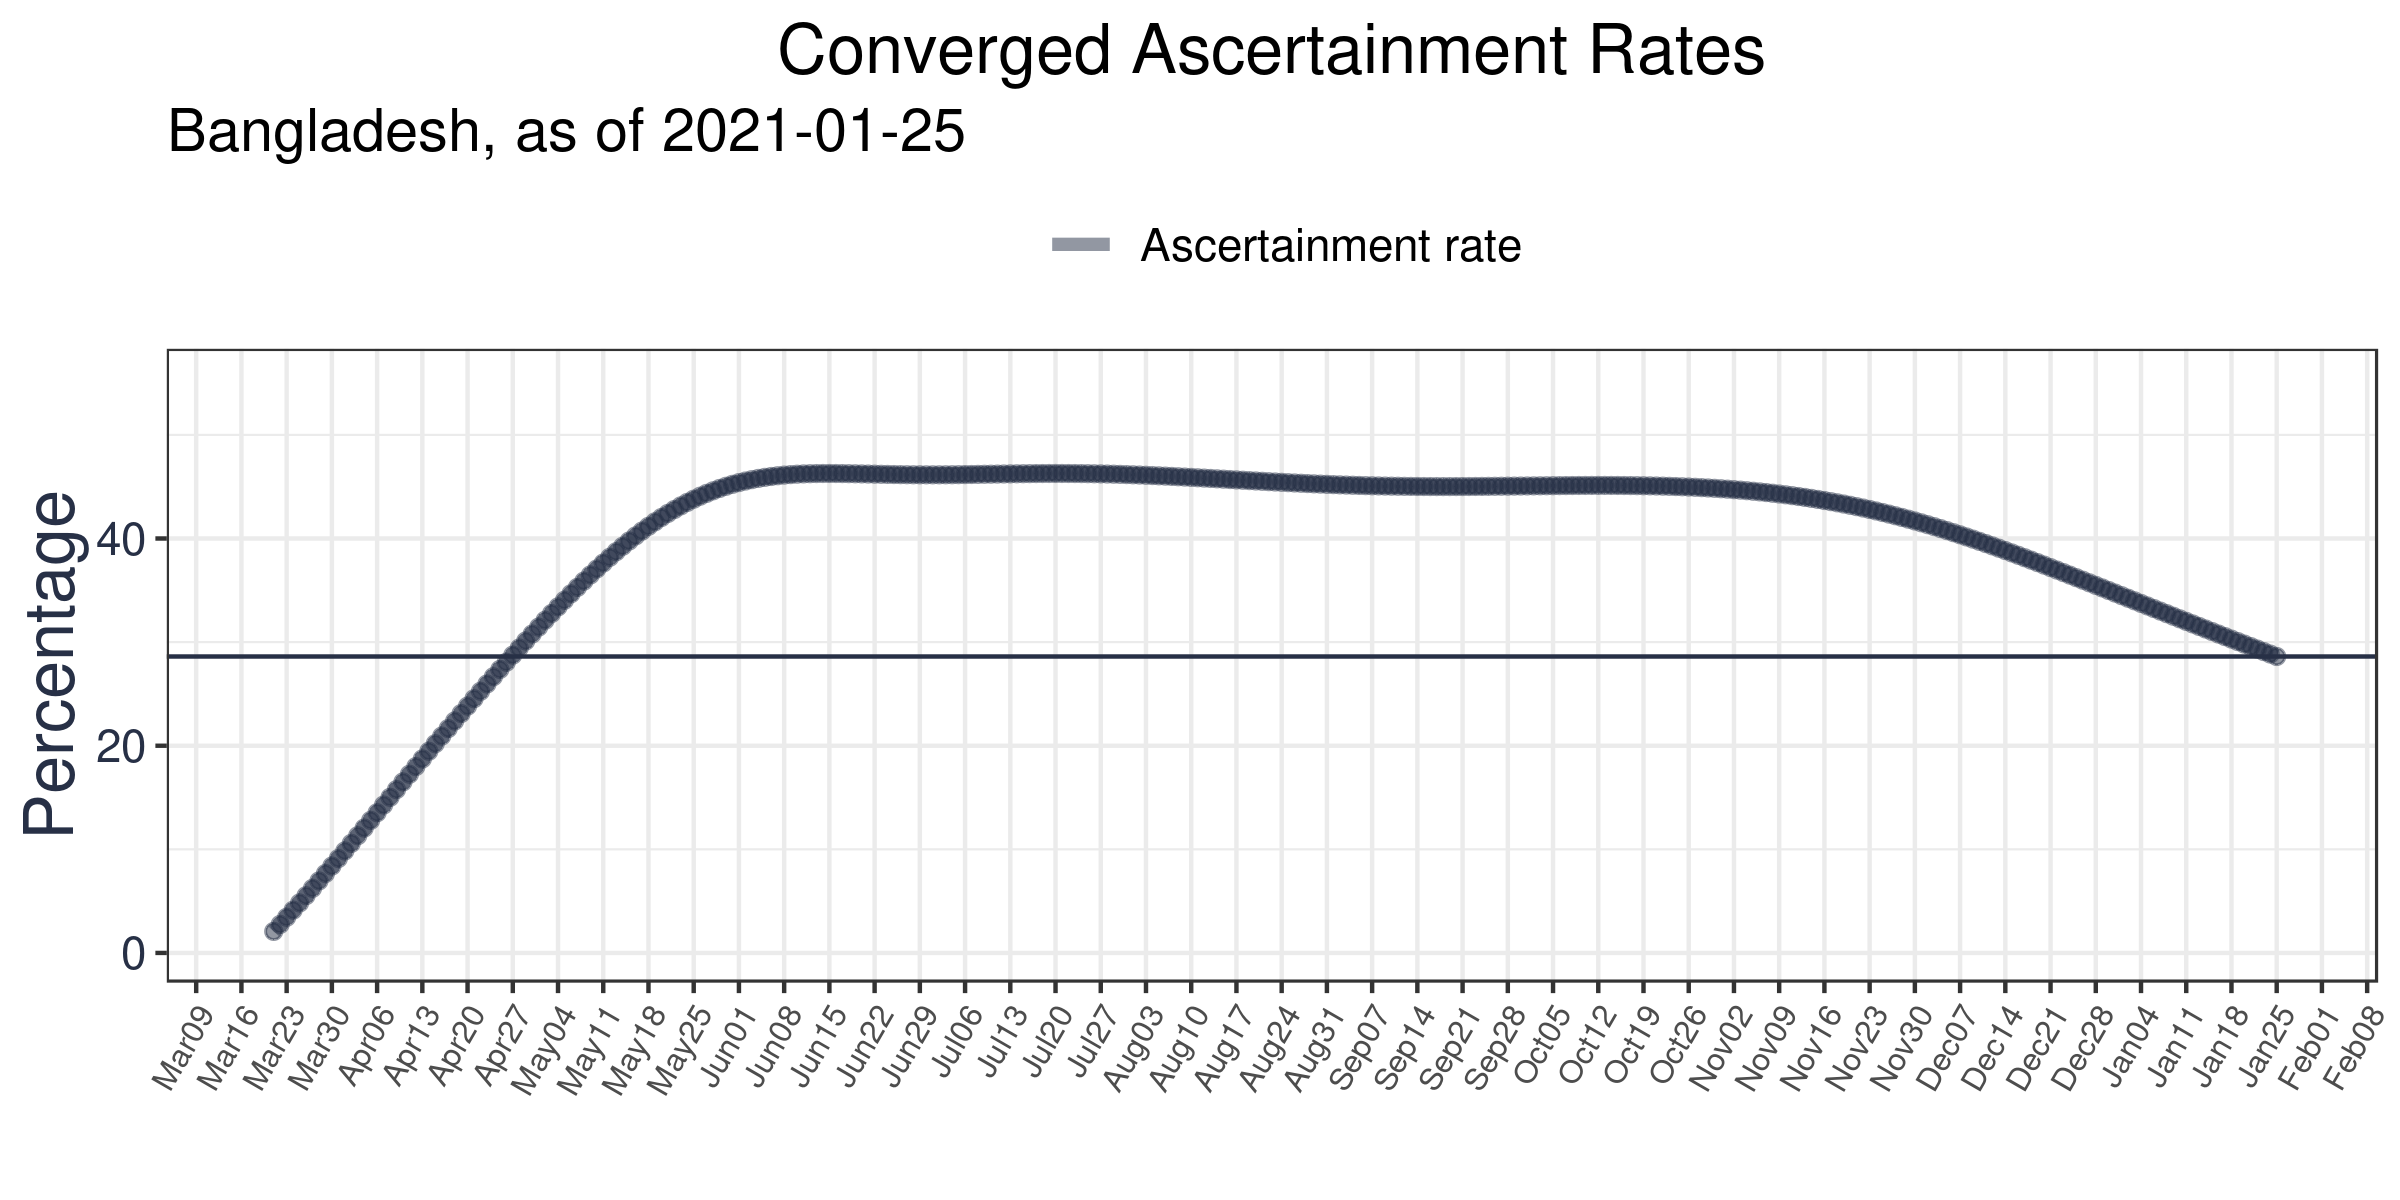 Converged Ascertainment Rates
Bangladesh, as of 2021-01-25
Ascertainment rate
Percentage
40
20
0
Mar09
Mar16
Mar23
Mar30
Apr06
Apr13
Apr20
Apr27
May04
May11
May18
May25
Jun01
Jun08
Jun15
Jun22
Jun29
Jul06
Jul13
Jul20
Jul27
Aug03
Aug10
Aug17
Aug24
Aug31
Sep07
Sep14
Sep21
Sep28
Oct05
Oct12
Oct19
Oct26
Nov02
Nov09
Nov16
Nov23
Nov30
Dec07
Dec14
Dec21
Dec28
Jan04
Jan11
Jan18
Jan25
Feb01
Feb08